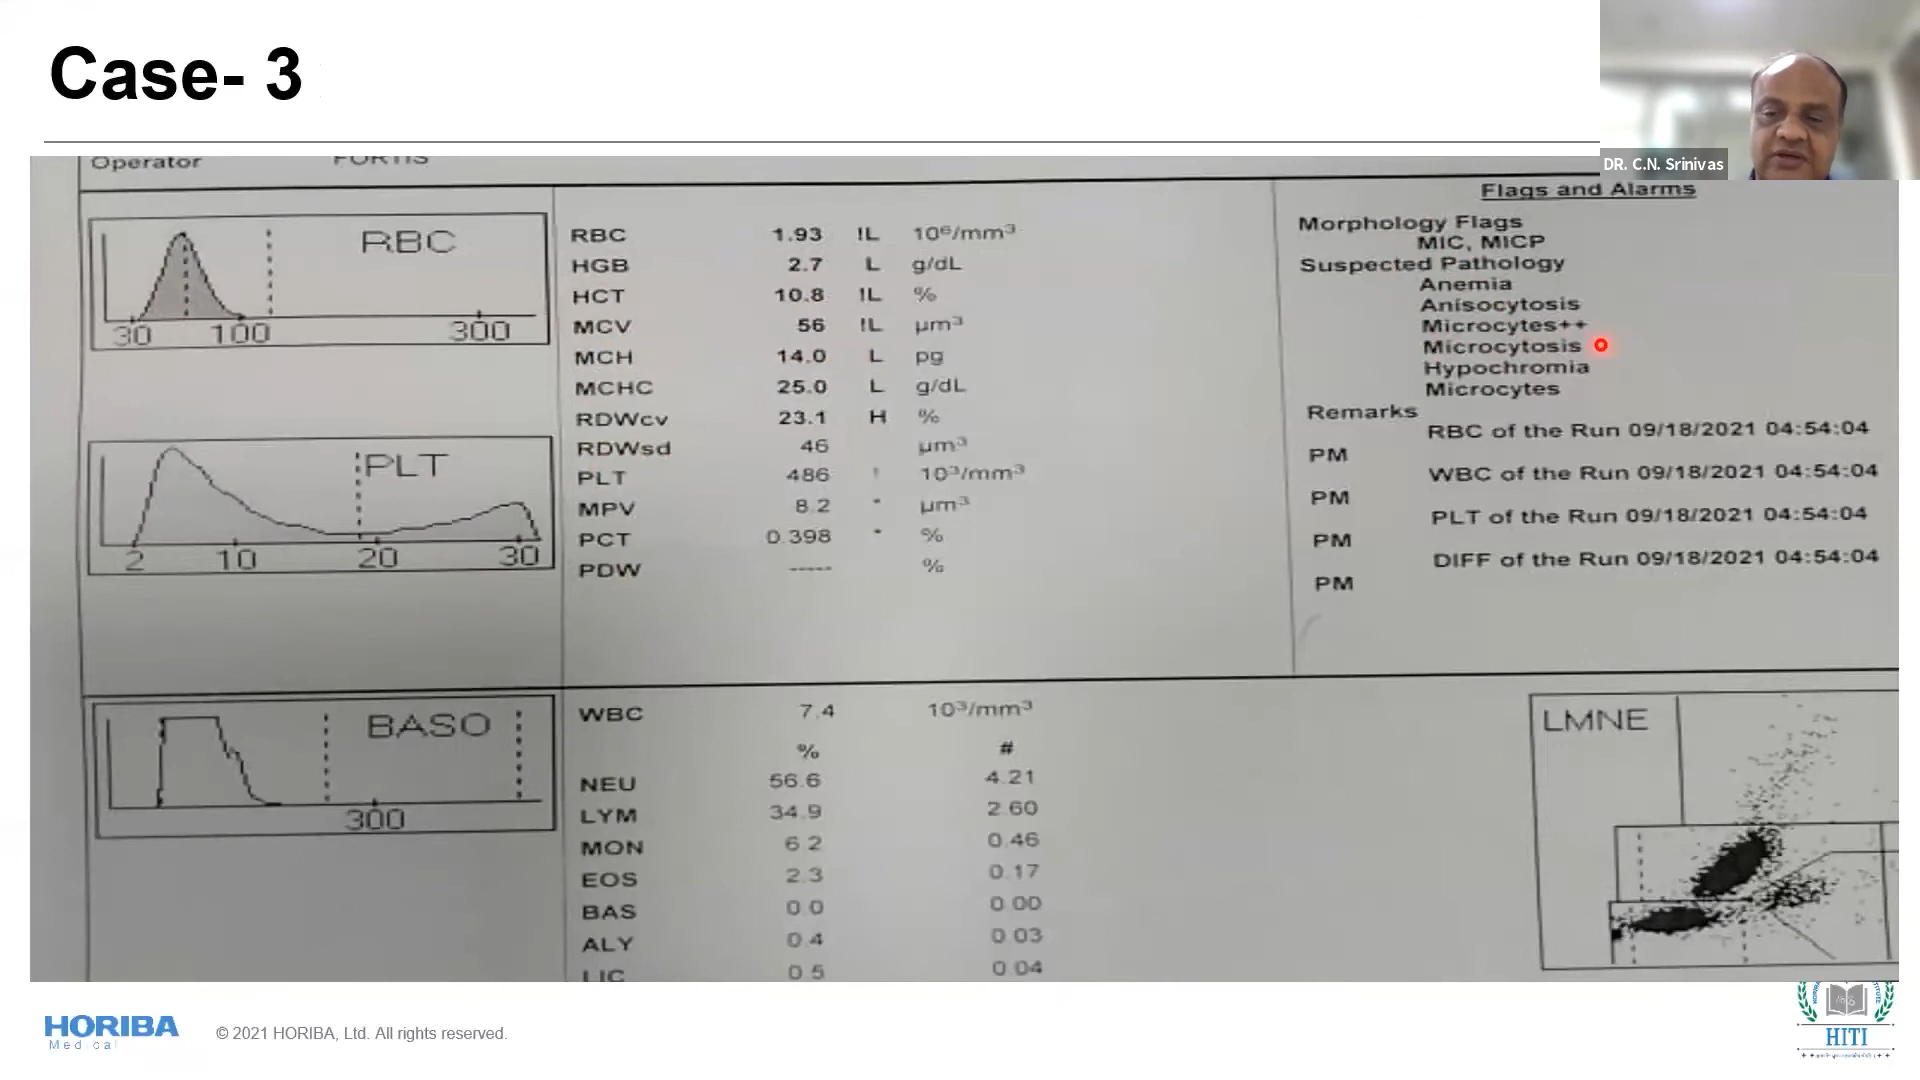 Case- 3
DR. C.N. Srinivas
Operator FORTIS
Flags and Alarms
RBC
30 100 300
RBC 1.93 !L 10⁶/mm³
HGB 2.7 L g/dL
HCT 10.8 !L %
MCV 56 !L µm³
MCH 14.0 L pg
MCHC 25.0 L g/dL
RDWcv 23.1 H %
RDWsd 46 µm³
PLT 486 ! 10³/mm³
MPV 8.2 * µm³
PCT 0.398 * %
PDW ----- %
Morphology Flags
MIC, MICP
Suspected Pathology
Anemia
Anisocytosis
Microcytes++
Microcytosis
Hypochromia
Microcytes
Remarks
RBC of the Run 09/18/2021 04:54:04
PM
WBC of the Run 09/18/2021 04:54:04
PM
PLT of the Run 09/18/2021 04:54:04
PM
DIFF of the Run 09/18/2021 04:54:04
PM
PLT
2 10 20 30
BASO
300
WBC 7.4 10³/mm³
% #
NEU 56.6 4.21
LYM 34.9 2.60
MON 6.2 0.46
EOS 2.3 0.17
BAS 0.0 0.00
ALY 0.4 0.03
LIC 0.5 0.04
LMNE
HORIBA
Medical
© 2021 HORIBA, Ltd. All rights reserved.
HITI